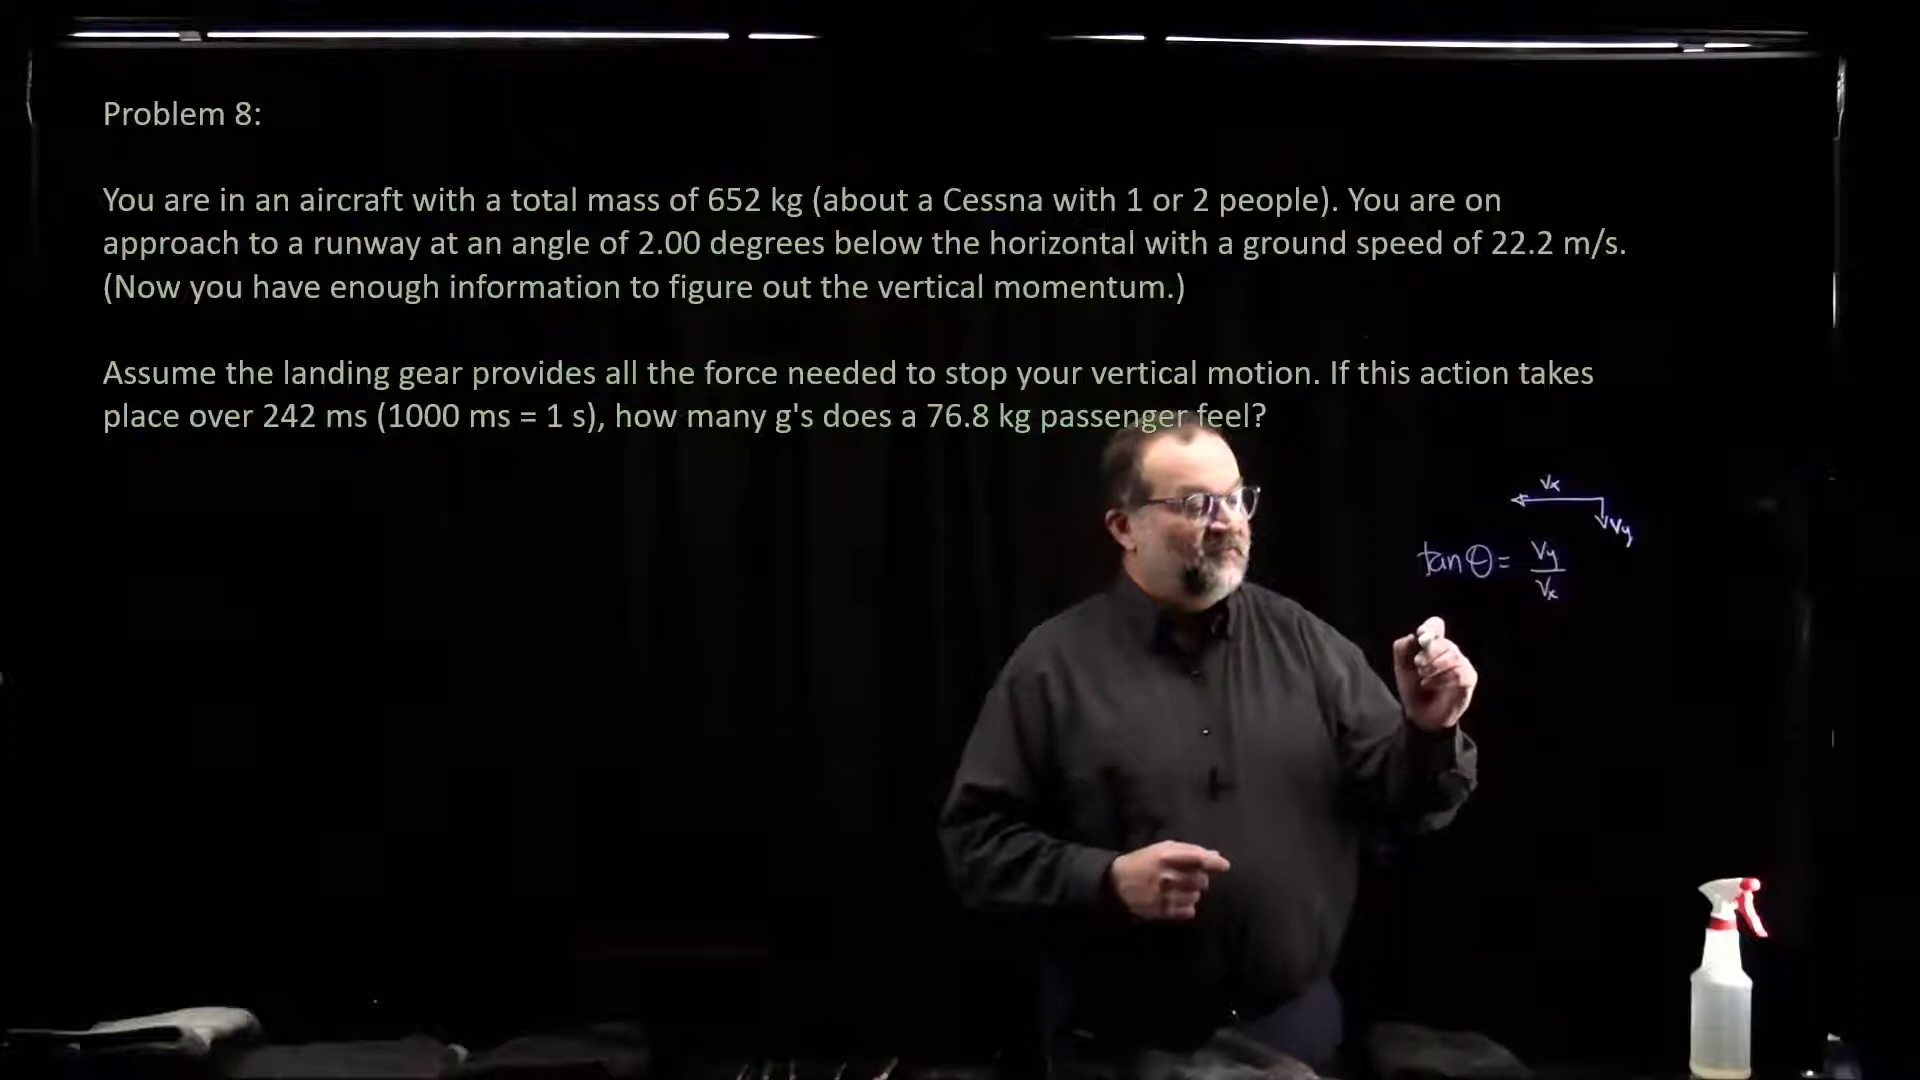 Problem 8:
You are in an aircraft with a total mass of 652 kg (about a Cessna with 1 or 2 people). You are on
approach to a runway at an angle of 2.00 degrees below the horizontal with a ground speed of 22.2 m/s.
(Now you have enough information to figure out the vertical momentum.)
Assume the landing gear provides all the force needed to stop your vertical motion. If this action takes
place over 242 ms (1000 ms = 1 s), how many g's does a 76.8 kg passenger feel?
Vx
Vy
tan θ = Vy / Vx